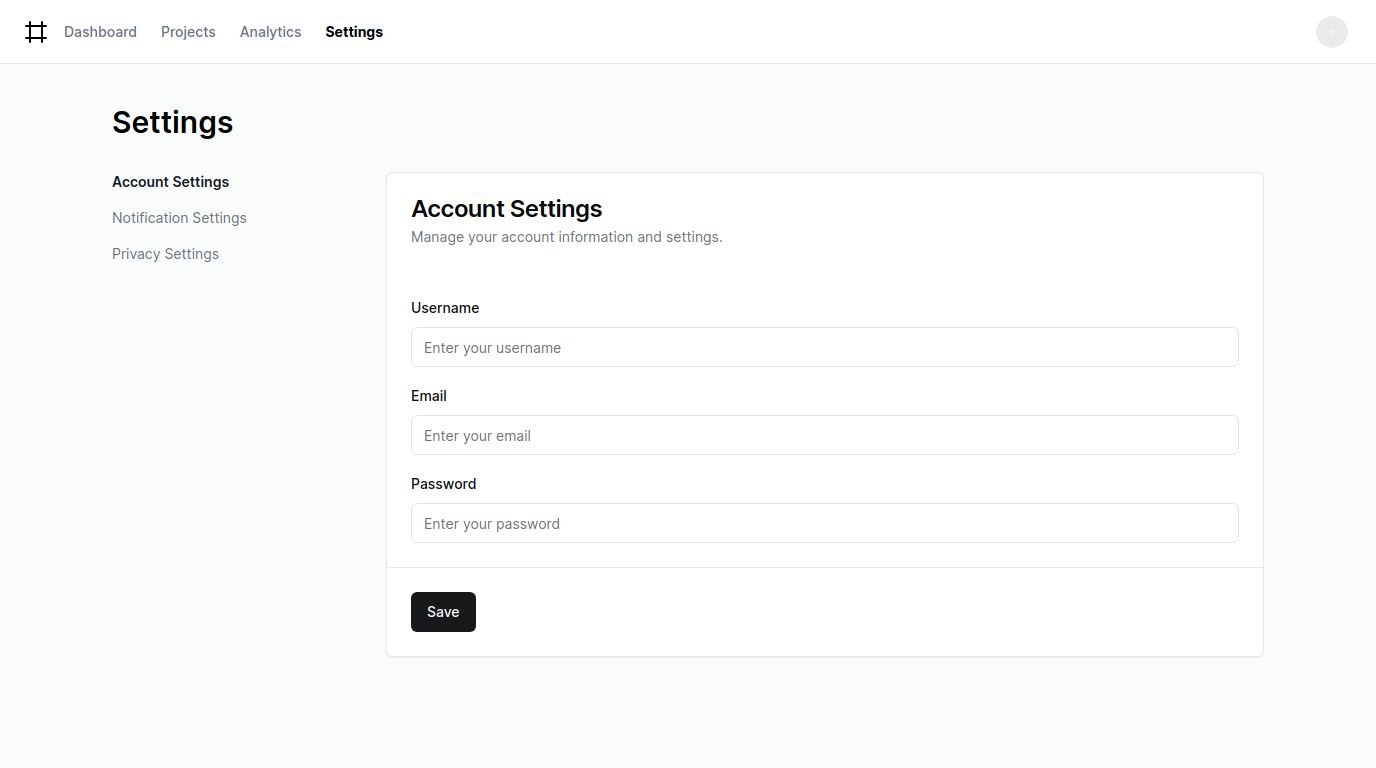 Dashboard Projects Analytics Settings
Settings
Account Settings
Notification Settings
Privacy Settings
Account Settings
Manage your account information and settings.
Username
Enter your username
Email
Enter your email
Password
Enter your password
Save